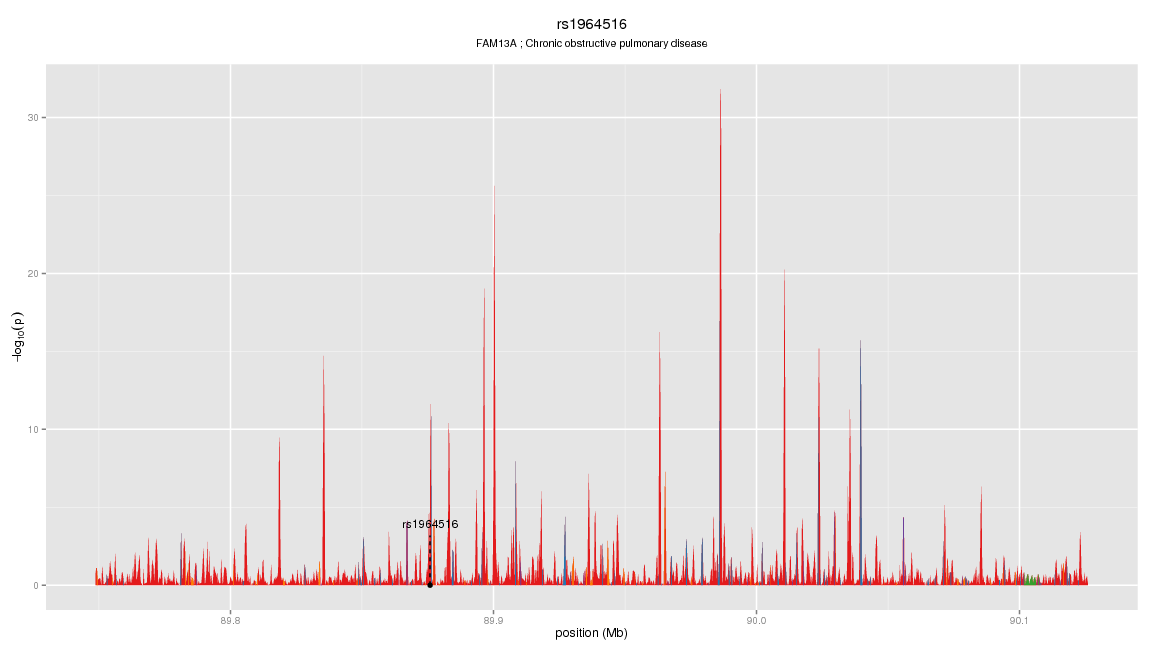 rs1964516
FAM13A ; Chronic obstructive pulmonary disease
30
20
10
0
−log10(p)
rs1964516
89.8
89.9
90.0
90.1
position (Mb)